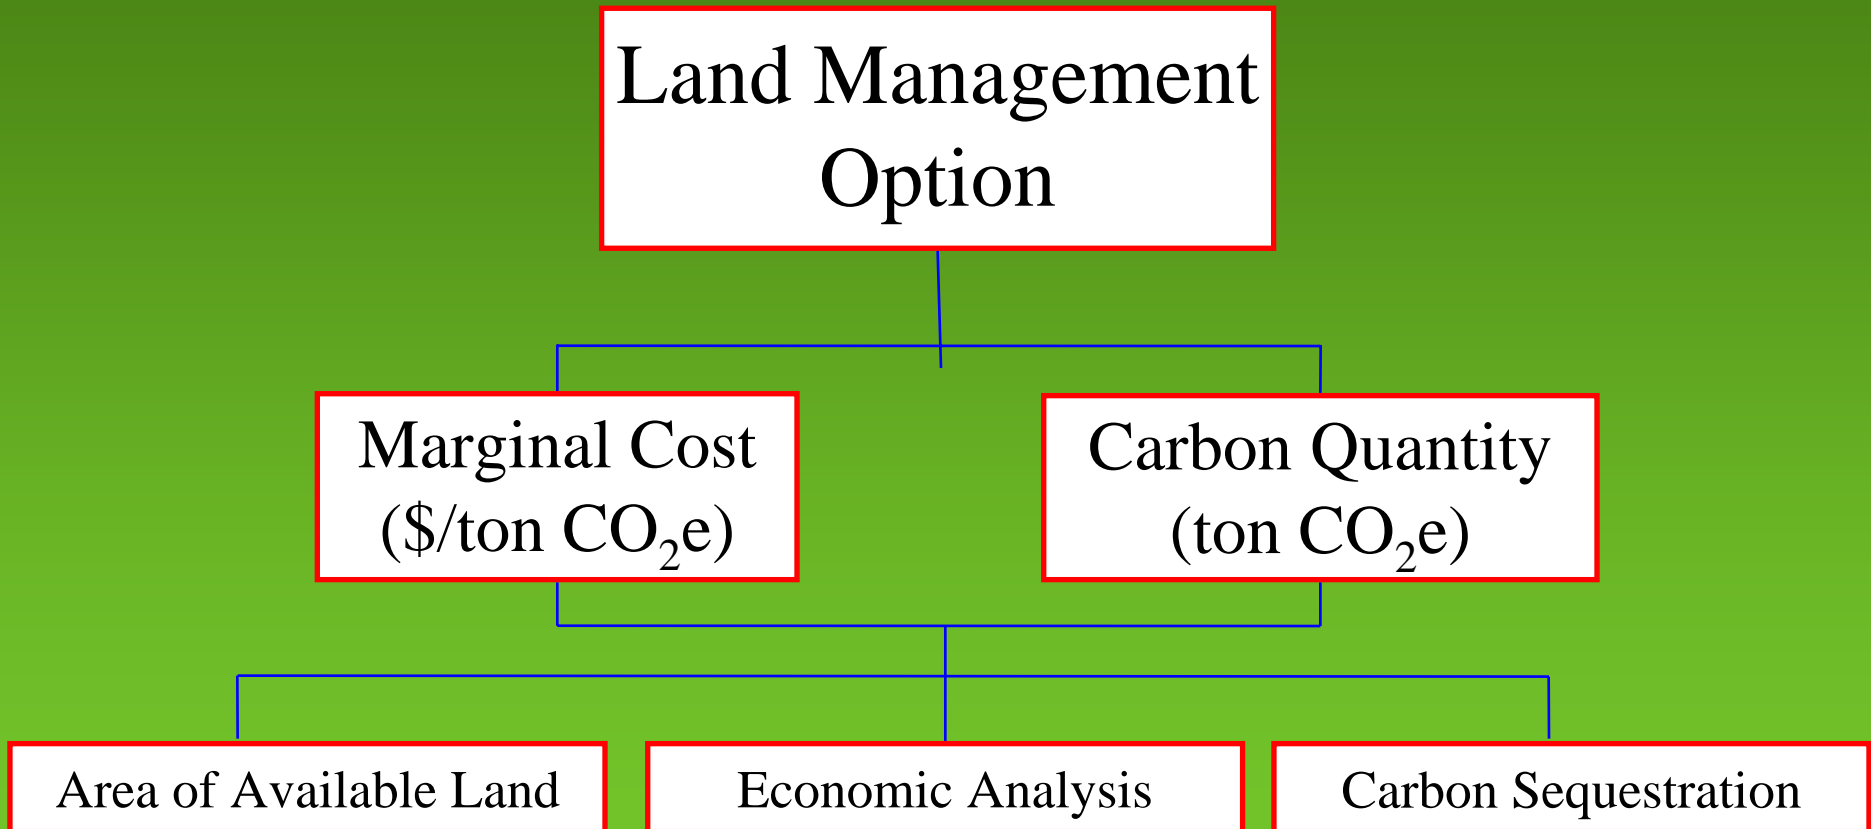 Land Management
Option
Marginal Cost
($/ton CO₂e)
Carbon Quantity
(ton CO₂e)
Area of Available Land
Economic Analysis
Carbon Sequestration